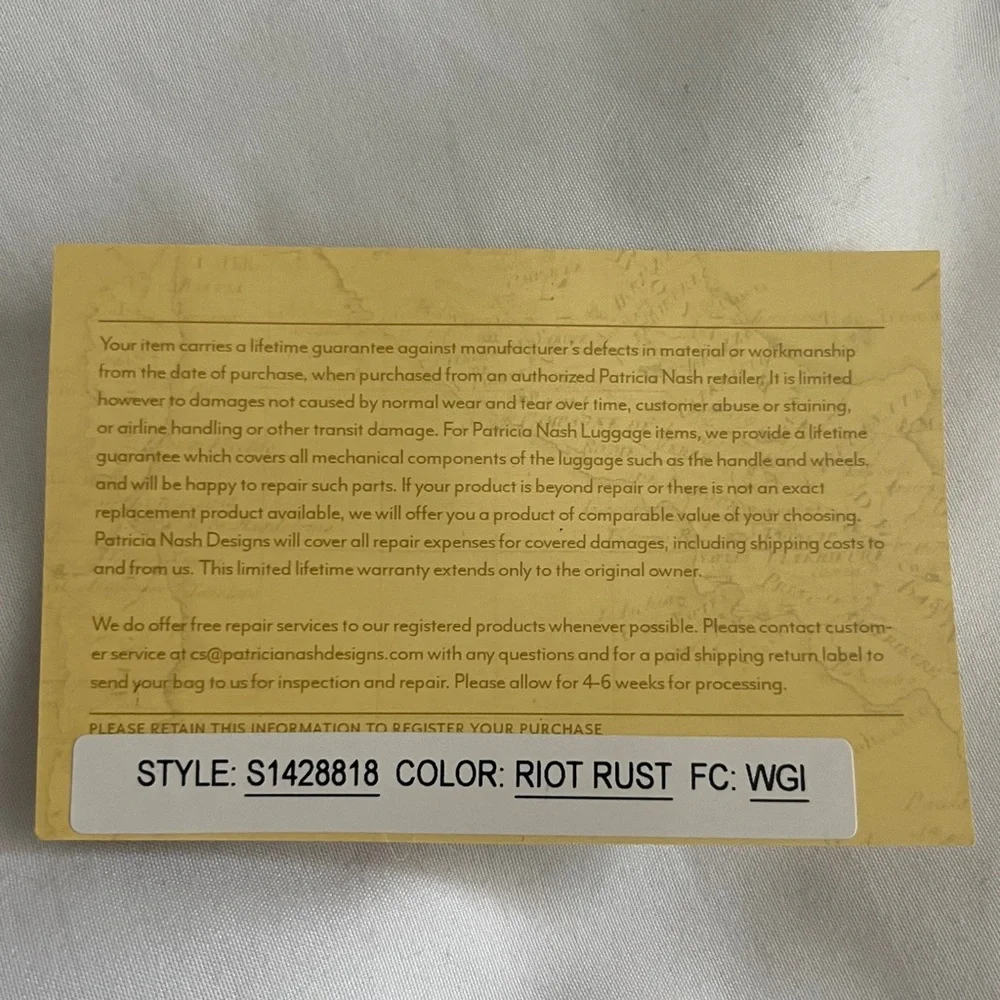 Your item carries a lifetime guarantee against manufacturer's defects in material or workmanship
from the date of purchase, when purchased from an authorized Patricia Nash retailer. It is limited
however to damages not caused by normal wear and tear over time, customer abuse or staining,
or airline handling or other transit damage. For Patricia Nash Luggage items, we provide a lifetime
guarantee which covers all mechanical components of the luggage such as the handle and wheels,
and will be happy to repair such parts. If your product is beyond repair or there is not an exact
replacement product available, we will offer you a product of comparable value of your choosing.
Patricia Nash Designs will cover all repair expenses for covered damages, including shipping costs to
and from us. This limited lifetime warranty extends only to the original owner.
We do offer free repair services to our registered products whenever possible. Please contact custom-
er service at cs@patricianashdesigns.com with any questions and for a paid shipping return label to
send your bag to us for inspection and repair. Please allow for 4-6 weeks for processing.
PLEASE RETAIN THIS INFORMATION TO REGISTER YOUR PURCHASE
STYLE: S1428818 COLOR: RIOT RUST FC: WGI